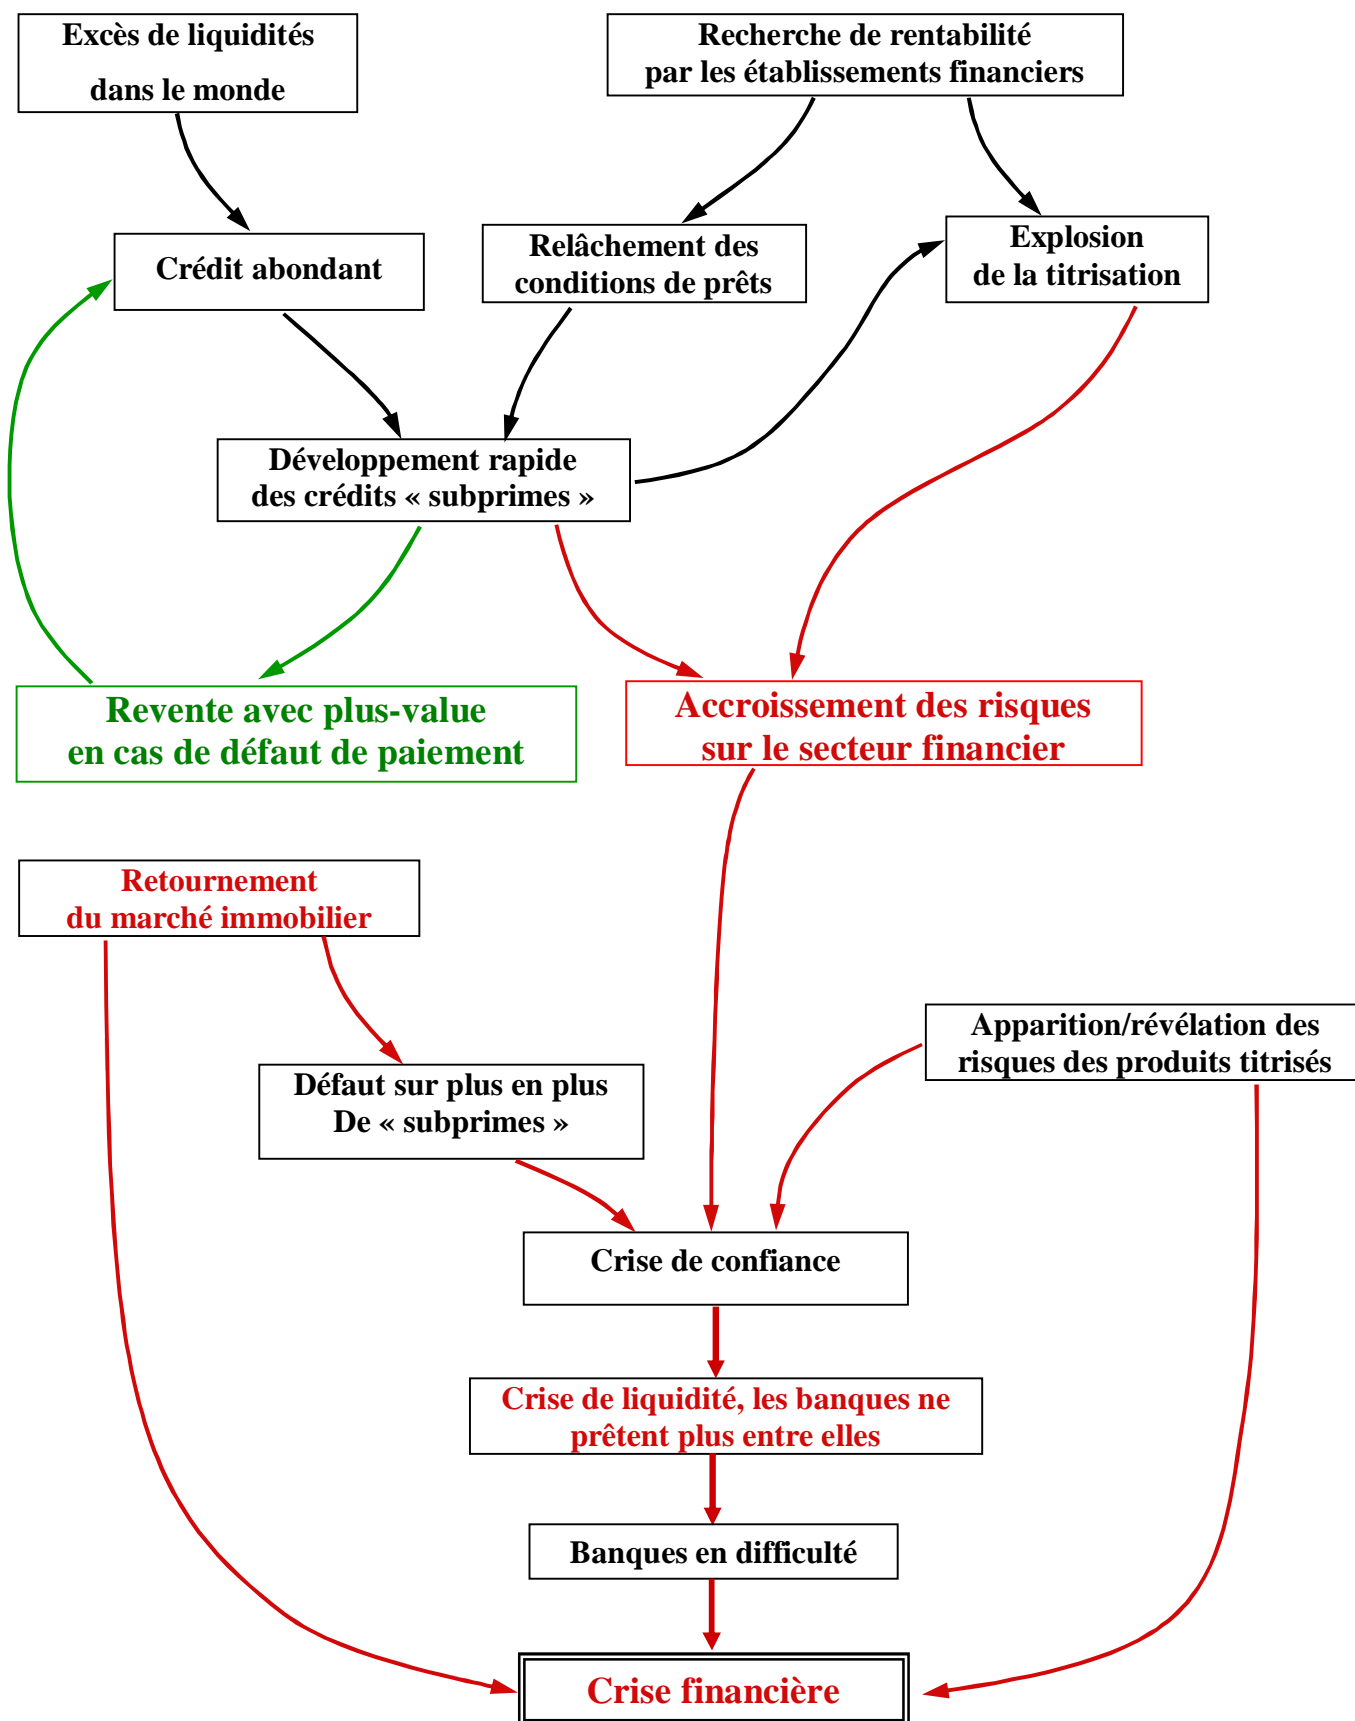 Excès de liquidités
dans le monde
Recherche de rentabilité
par les établissements financiers
Crédit abondant
Relâchement des
conditions de prêts
Explosion
de la titrisation
Développement rapide
des crédits « subprimes »
Revente avec plus-value
en cas de défaut de paiement
Accroissement des risques
sur le secteur financier
Retournement
du marché immobilier
Apparition/révélation des
risques des produits titrisés
Défaut sur plus en plus
De « subprimes »
Crise de confiance
Crise de liquidité, les banques ne
prêtent plus entre elles
Banques en difficulté
Crise financière